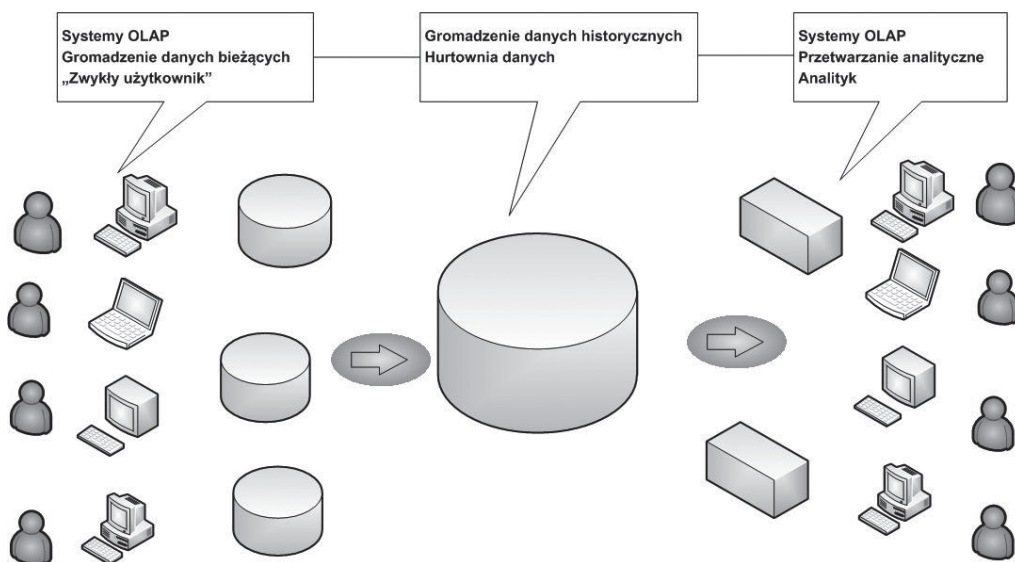 Systemy OLAP
Gromadzenie danych bieżących
„Zwykły użytkownik”
Gromadzenie danych historycznych
Hurtownia danych
Systemy OLAP
Przetwarzanie analityczne
Analityk